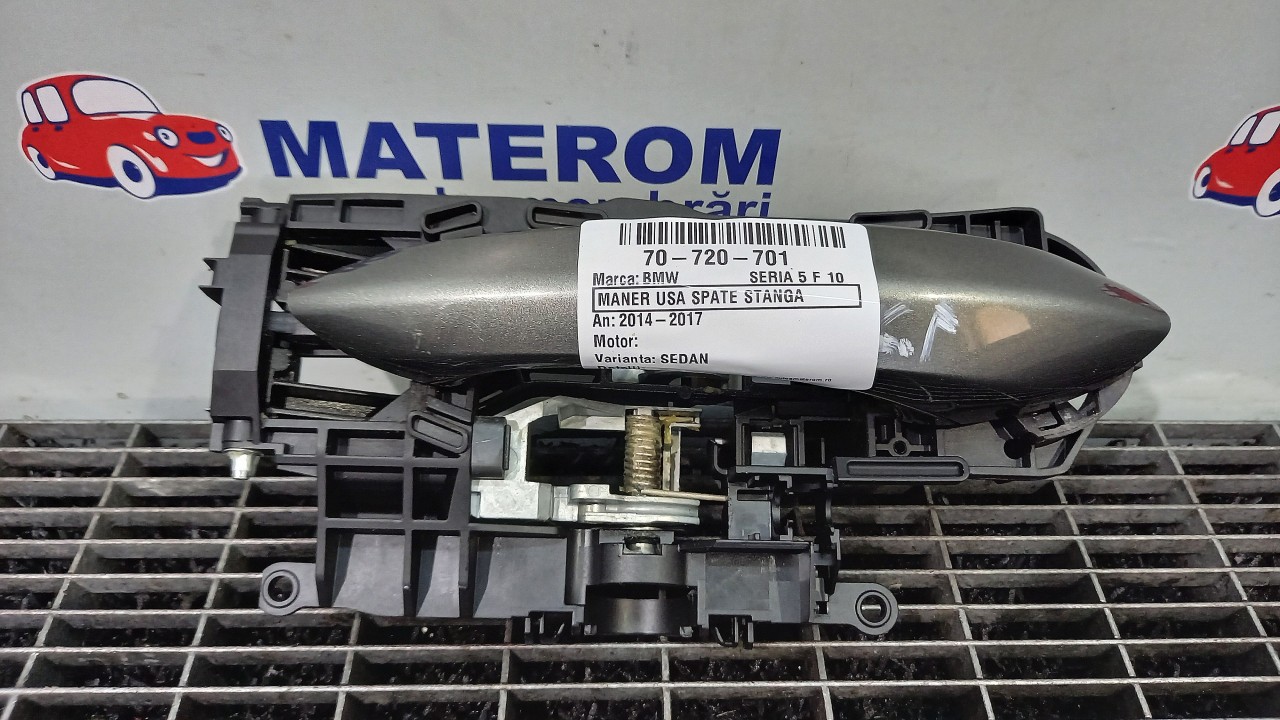 MATEROM
70-720-701
Marca: BMW SERIA 5 F 10
MANER USA SPATE STANGA
An: 2014-2017
Motor:
Varianta: SEDAN